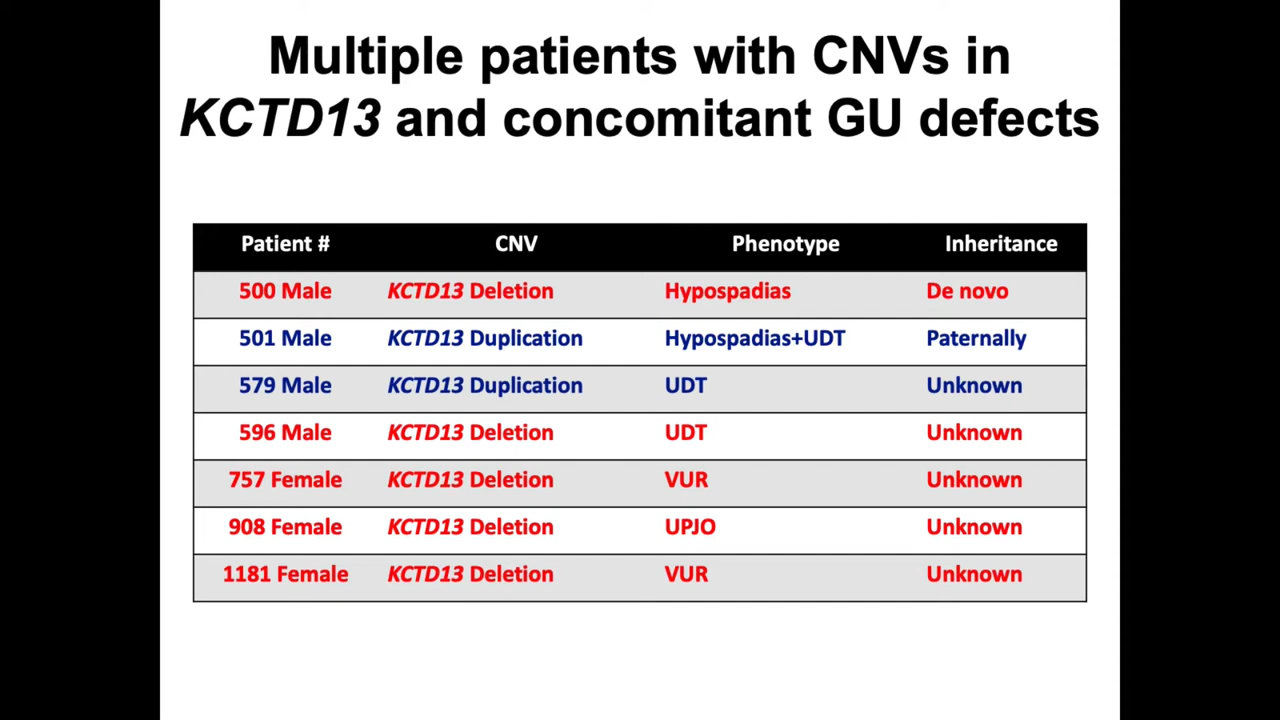 Multiple patients with CNVs in
KCTD13 and concomitant GU defects
Patient # CNV Phenotype Inheritance
500 Male KCTD13 Deletion Hypospadias De novo
501 Male KCTD13 Duplication Hypospadias+UDT Paternally
579 Male KCTD13 Duplication UDT Unknown
596 Male KCTD13 Deletion UDT Unknown
757 Female KCTD13 Deletion VUR Unknown
908 Female KCTD13 Deletion UPJO Unknown
1181 Female KCTD13 Deletion VUR Unknown